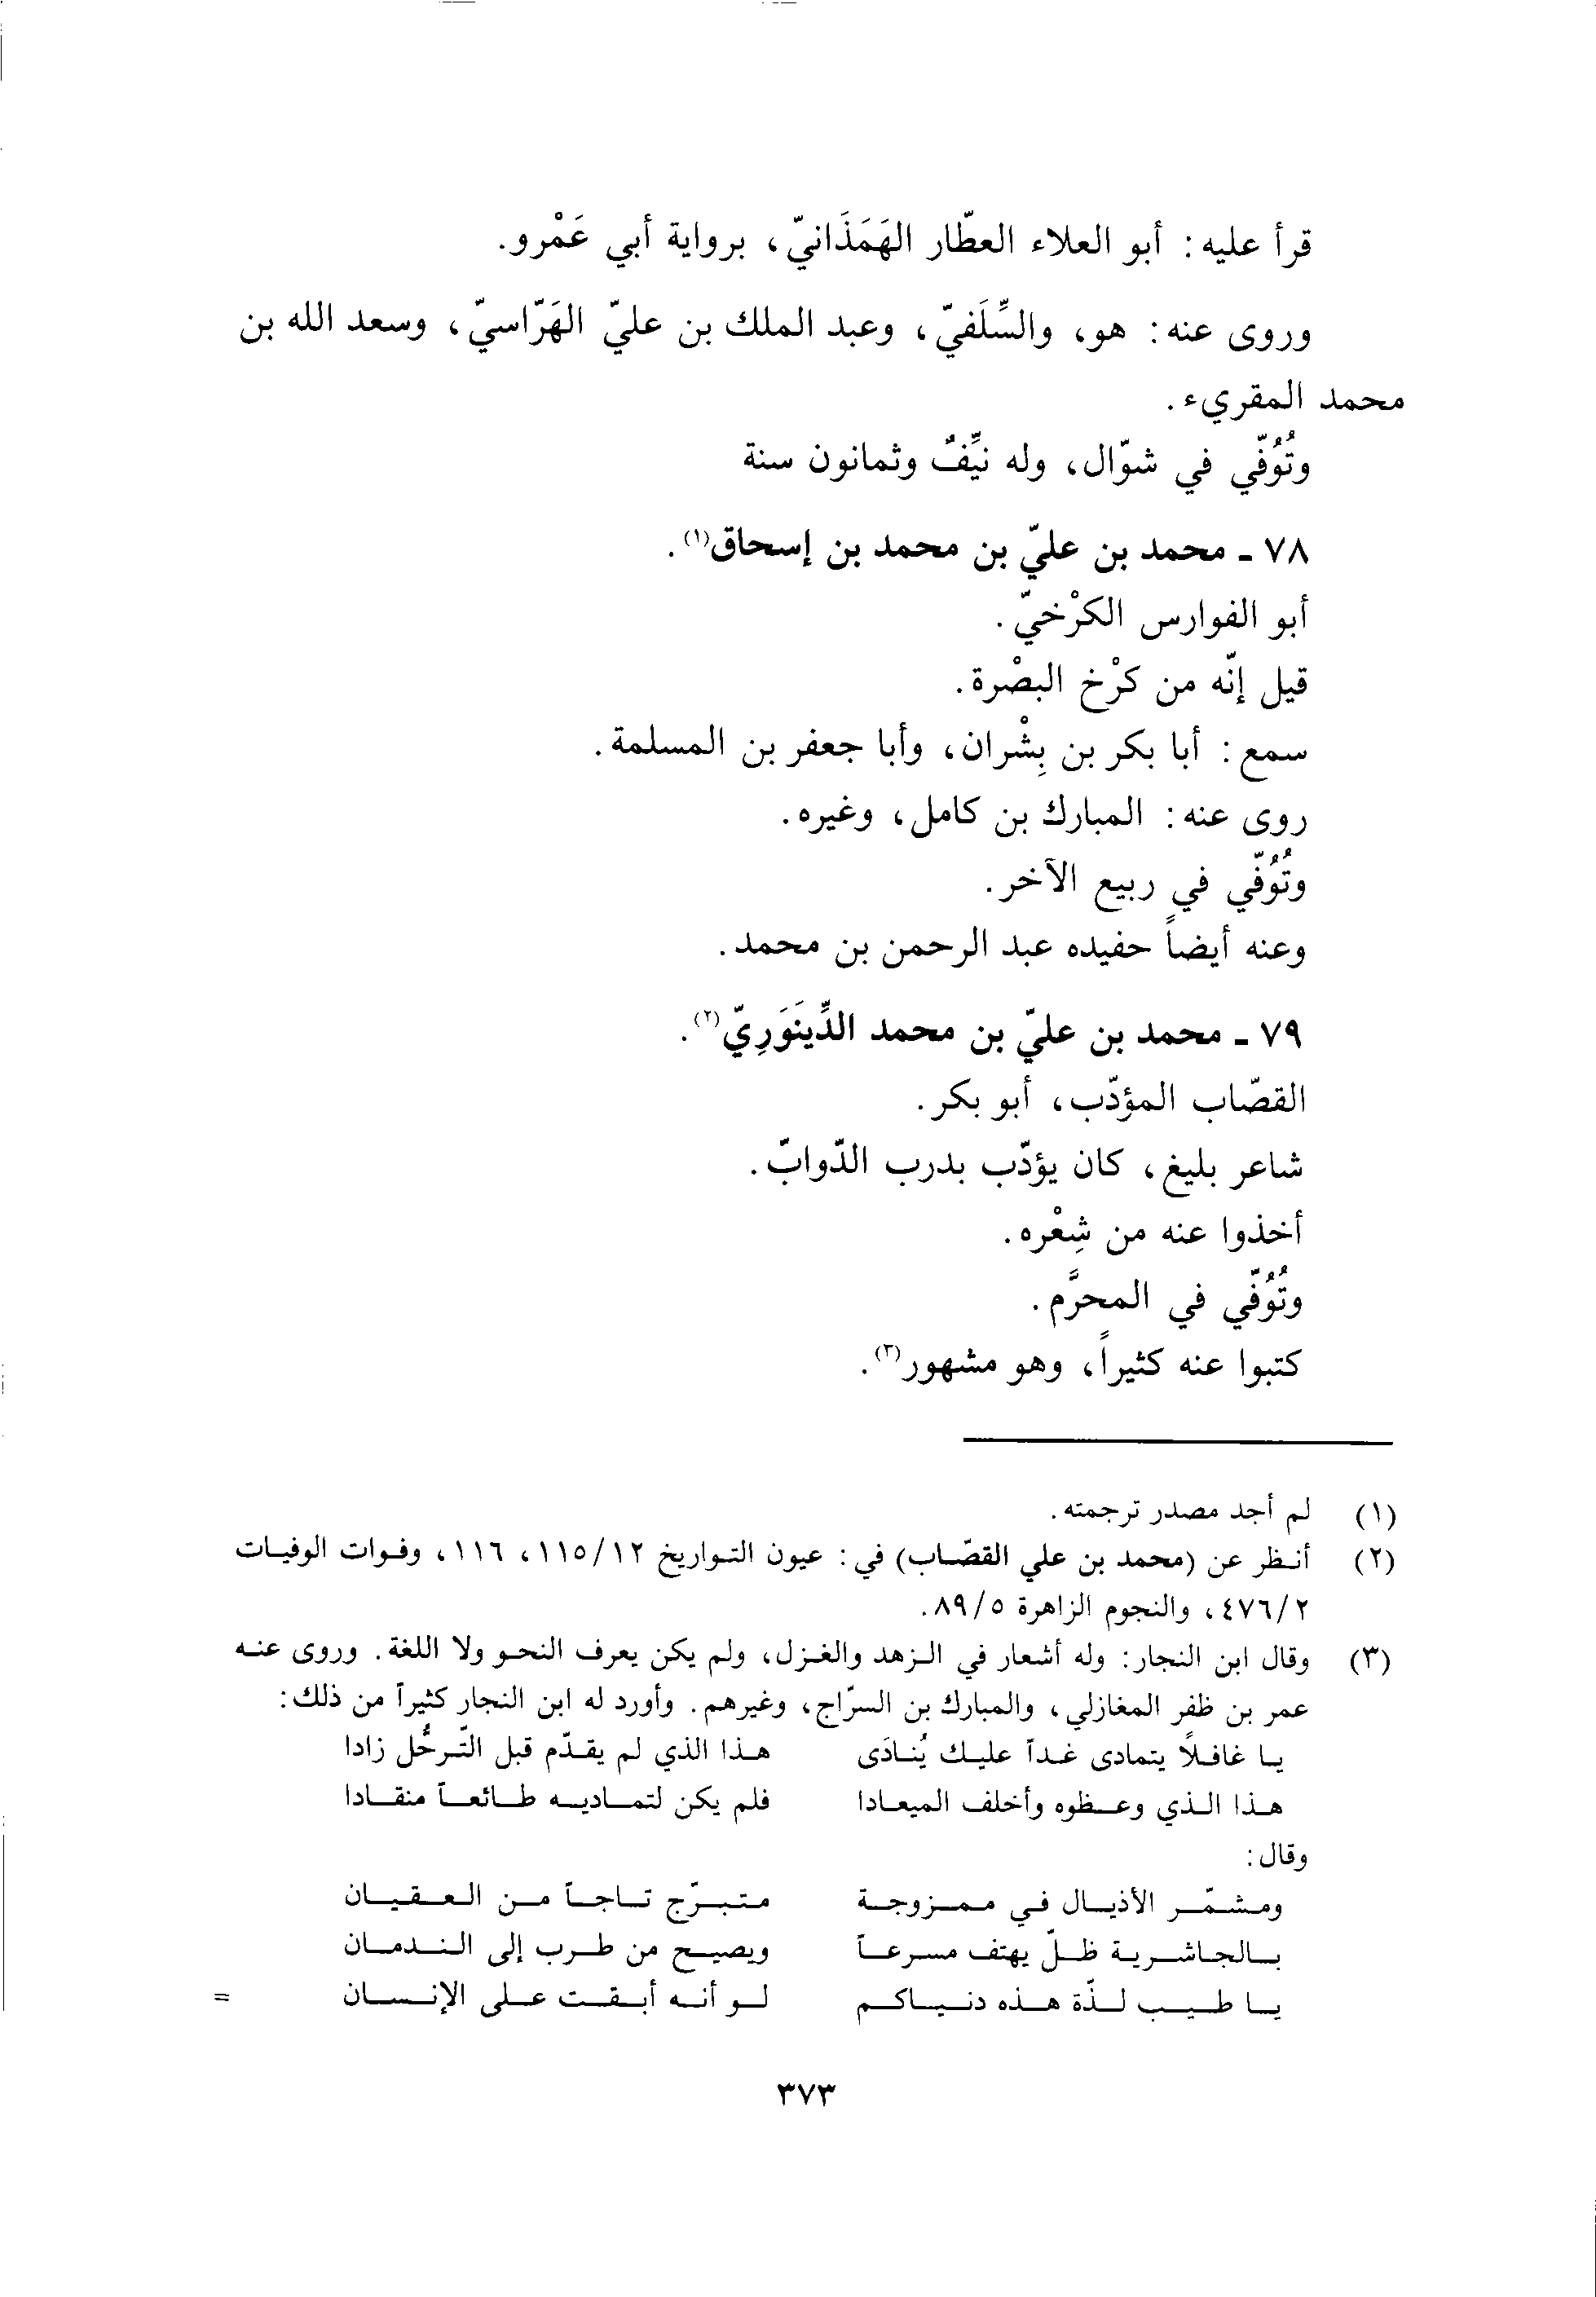 قرأ عليه: أبو العلاء العطّار الهَمَذَانيّ، برواية أبي عَمْرو.
وروى عنه: هو، والسِّلَفيّ، وعبد الملك بن عليّ الهَرّاسيّ، وسعد الله بن
محمد المقريء.
وتُوُفّي في شوّال، وله نيِّفٌ وثمانون سنة
٧٨ ـ محمد بن عليّ بن محمد بن إسحاق(١).
أبو الفوارس الكرْخيّ.
قيل إنّه من كرْخ البصْرة.
سمع: أبا بكر بن بِشْران، وأبا جعفر بن المسلمة.
روى عنه: المبارك بن كامل، وغيره.
وتُوُفّي في ربيع الآخر.
وعنه أيضاً حفيده عبد الرحمن بن محمد.
٧٩ ـ محمد بن عليّ بن محمد الدِّينَوَرِيّ(٢).
القصّاب المؤدّب، أبو بكر.
شاعر بليغ، كان يؤدّب بدرب الدّوابّ.
أخذوا عنه من شِعْره.
وتُوُفّي في المحرَّم.
كتبوا عنه كثيراً، وهو مشهور(٣).
(١) لم أجد مصدر ترجمته.
(٢) أنظر عن (محمد بن علي القصّاب) في: عيون التواريخ ١١٥/١٢، ١١٦، وفوات الوفيات
٤٧٦/٢، والنجوم الزاهرة ٨٩/٥.
(٣) وقال ابن النجار: وله أشعار في الزهد والغزل، ولم يكن يعرف النحو ولا اللغة. وروى عنه
عمر بن ظفر المغازلي، والمبارك بن السرّاج، وغيرهم. وأورد له ابن النجار كثيراً من ذلك:
يا غافلاً يتمادى غداً عليك يُنادَى هذا الذي لم يقدّم قبل التّرحُّل زادا
هذا الذي وعظوه وأخلف الميعادا فلم يكن لتماديه طائعاً منقادا
وقال:
ومشمّر الأذيال في ممزوجة متبرّج تاجاً من العقيان
بالجاشرية ظلّ يهتف مسرعاً ويصيح من طرب إلى الندمان
يا طيب لذّة هذه دنياكم لو أنه أبقت على الإنسان =
٣٧٣